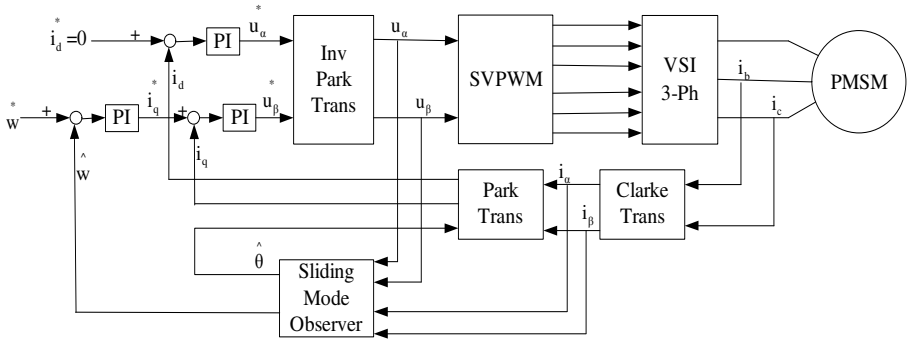 i_d^*=0
+
PI
u_α^*
Inv
Park
Trans
u_α
SVPWM
VSI
3-Ph
i_b
PMSM
i_d
w^*
+
PI
i_q^*
+
PI
u_β^*
u_β
i_c
i_q
ŵ
Park
Trans
i_α
i_β
Clarke
Trans
θ̂
Sliding
Mode
Observer